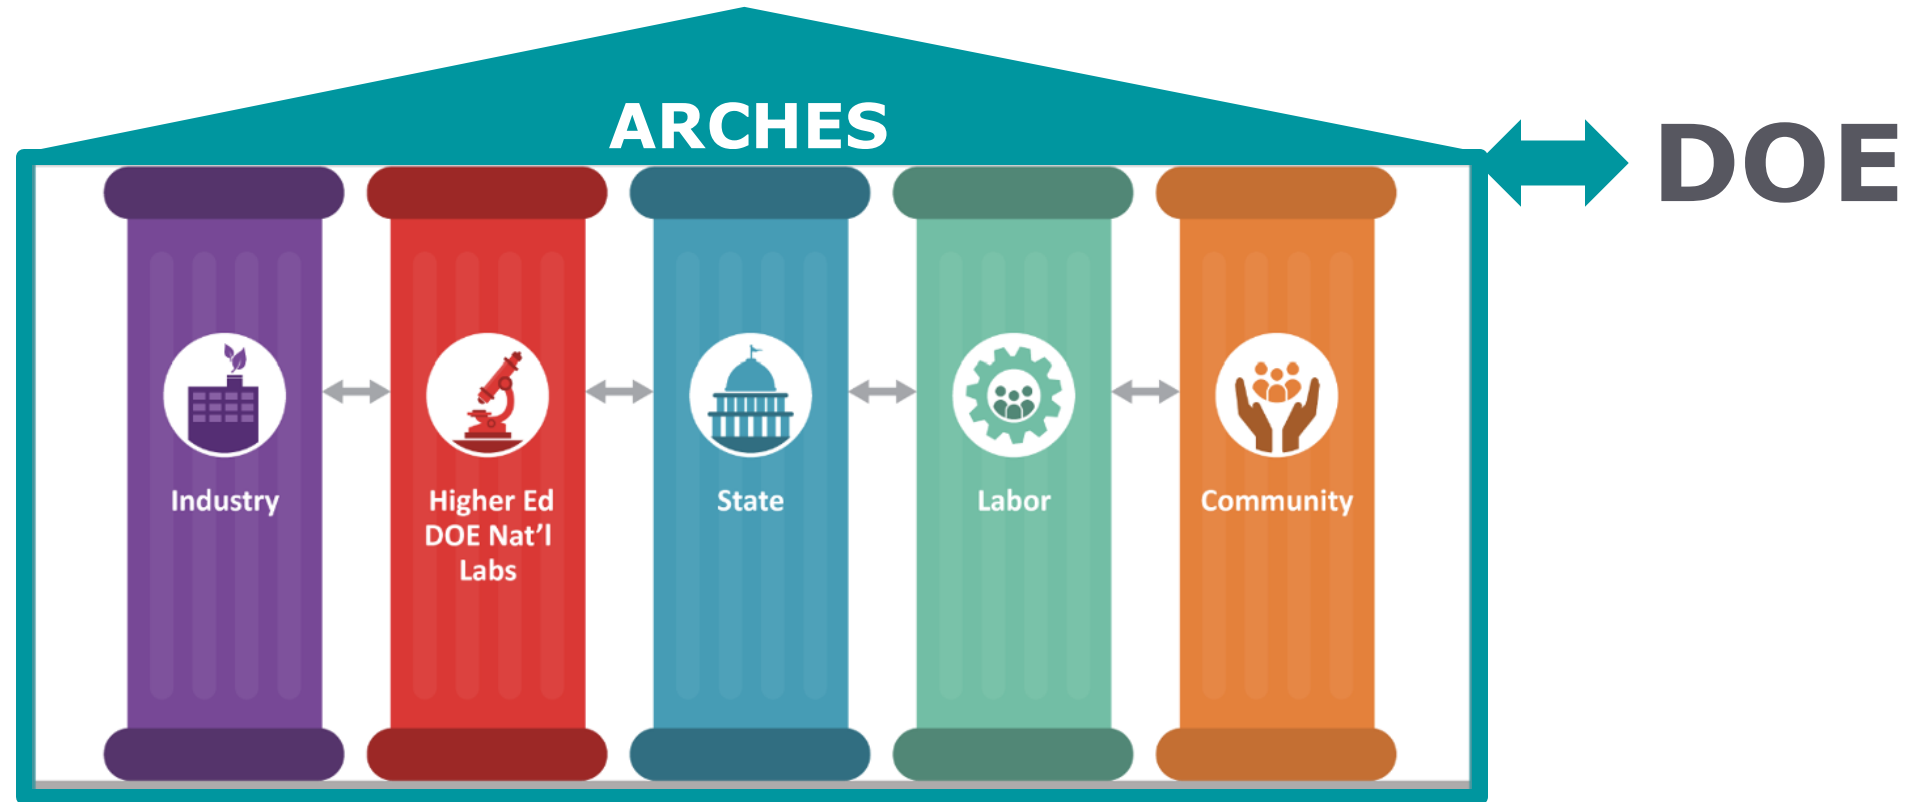 ARCHES
DOE
Industry
Higher Ed
DOE Nat'l
Labs
State
Labor
Community